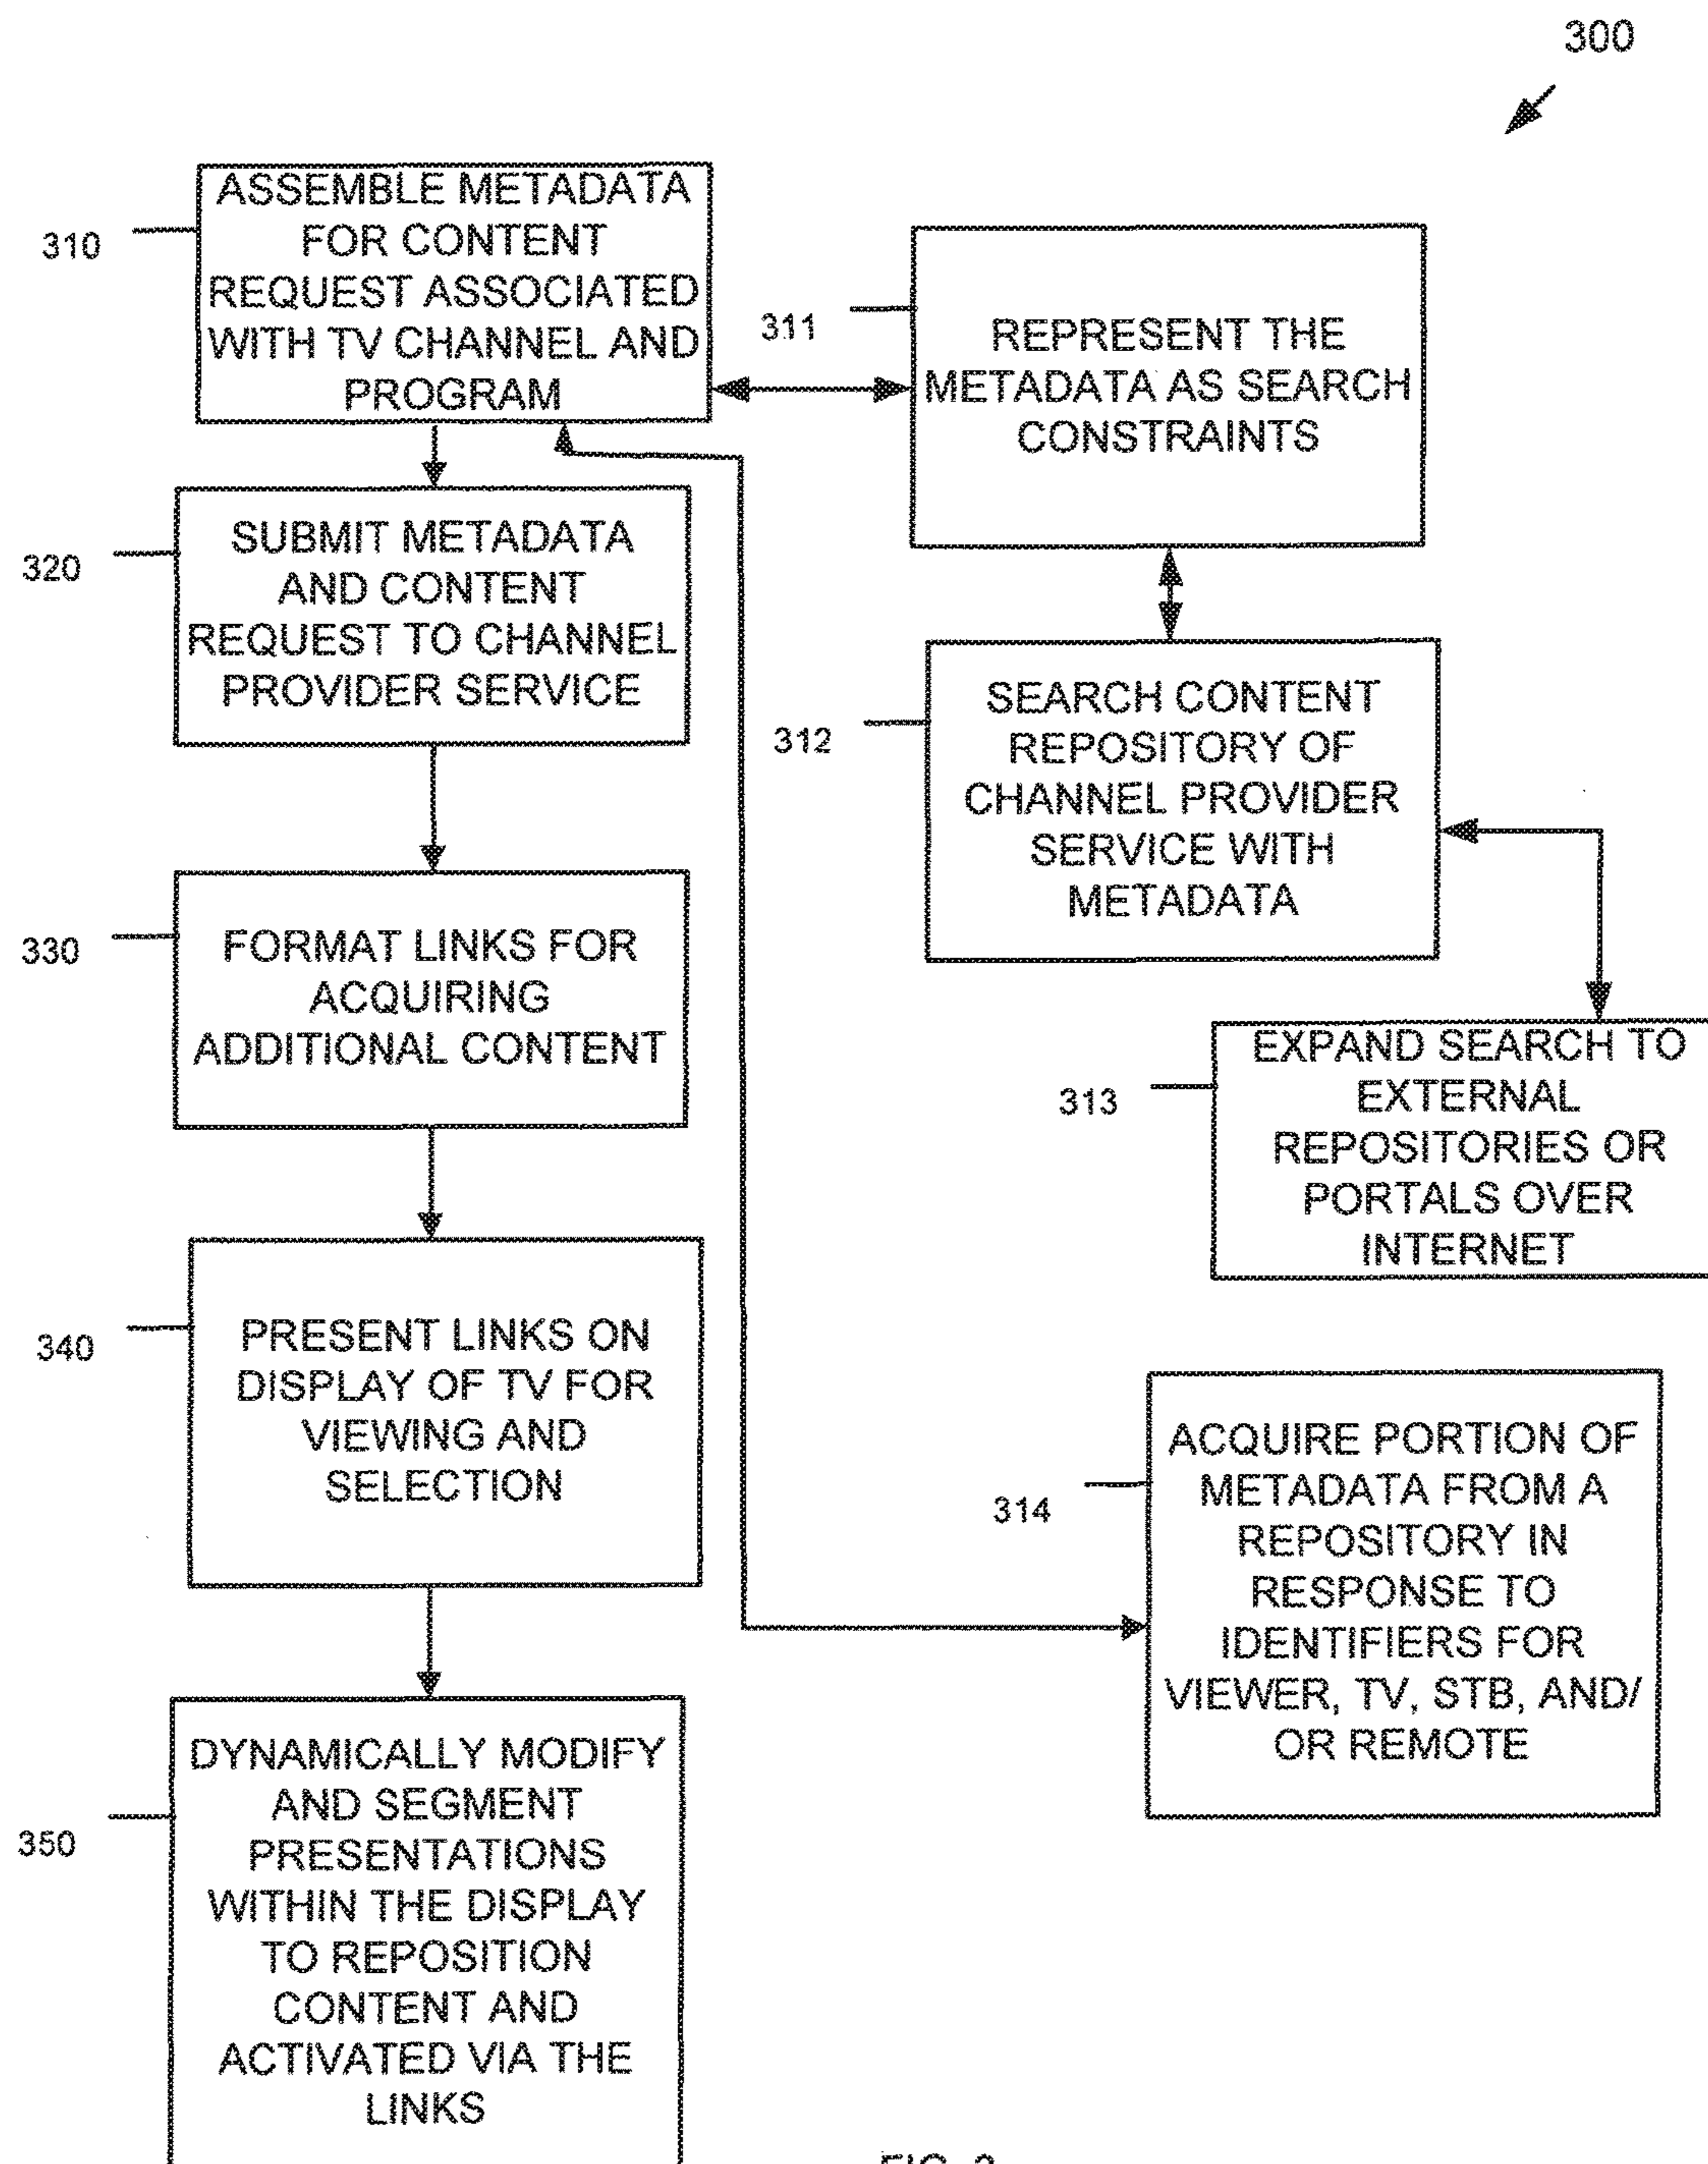 300
310
ASSEMBLE METADATA
FOR CONTENT
REQUEST ASSOCIATED
WITH TV CHANNEL AND
PROGRAM
311
REPRESENT THE
METADATA AS SEARCH
CONSTRAINTS
320
SUBMIT METADATA
AND CONTENT
REQUEST TO CHANNEL
PROVIDER SERVICE
312
SEARCH CONTENT
REPOSITORY OF
CHANNEL PROVIDER
SERVICE WITH
METADATA
330
FORMAT LINKS FOR
ACQUIRING
ADDITIONAL CONTENT
313
EXPAND SEARCH TO
EXTERNAL
REPOSITORIES OR
PORTALS OVER
INTERNET
340
PRESENT LINKS ON
DISPLAY OF TV FOR
VIEWING AND
SELECTION
314
ACQUIRE PORTION OF
METADATA FROM A
REPOSITORY IN
RESPONSE TO
IDENTIFIERS FOR
VIEWER, TV, STB, AND/
OR REMOTE
350
DYNAMICALLY MODIFY
AND SEGMENT
PRESENTATIONS
WITHIN THE DISPLAY
TO REPOSITION
CONTENT AND
ACTIVATED VIA THE
LINKS